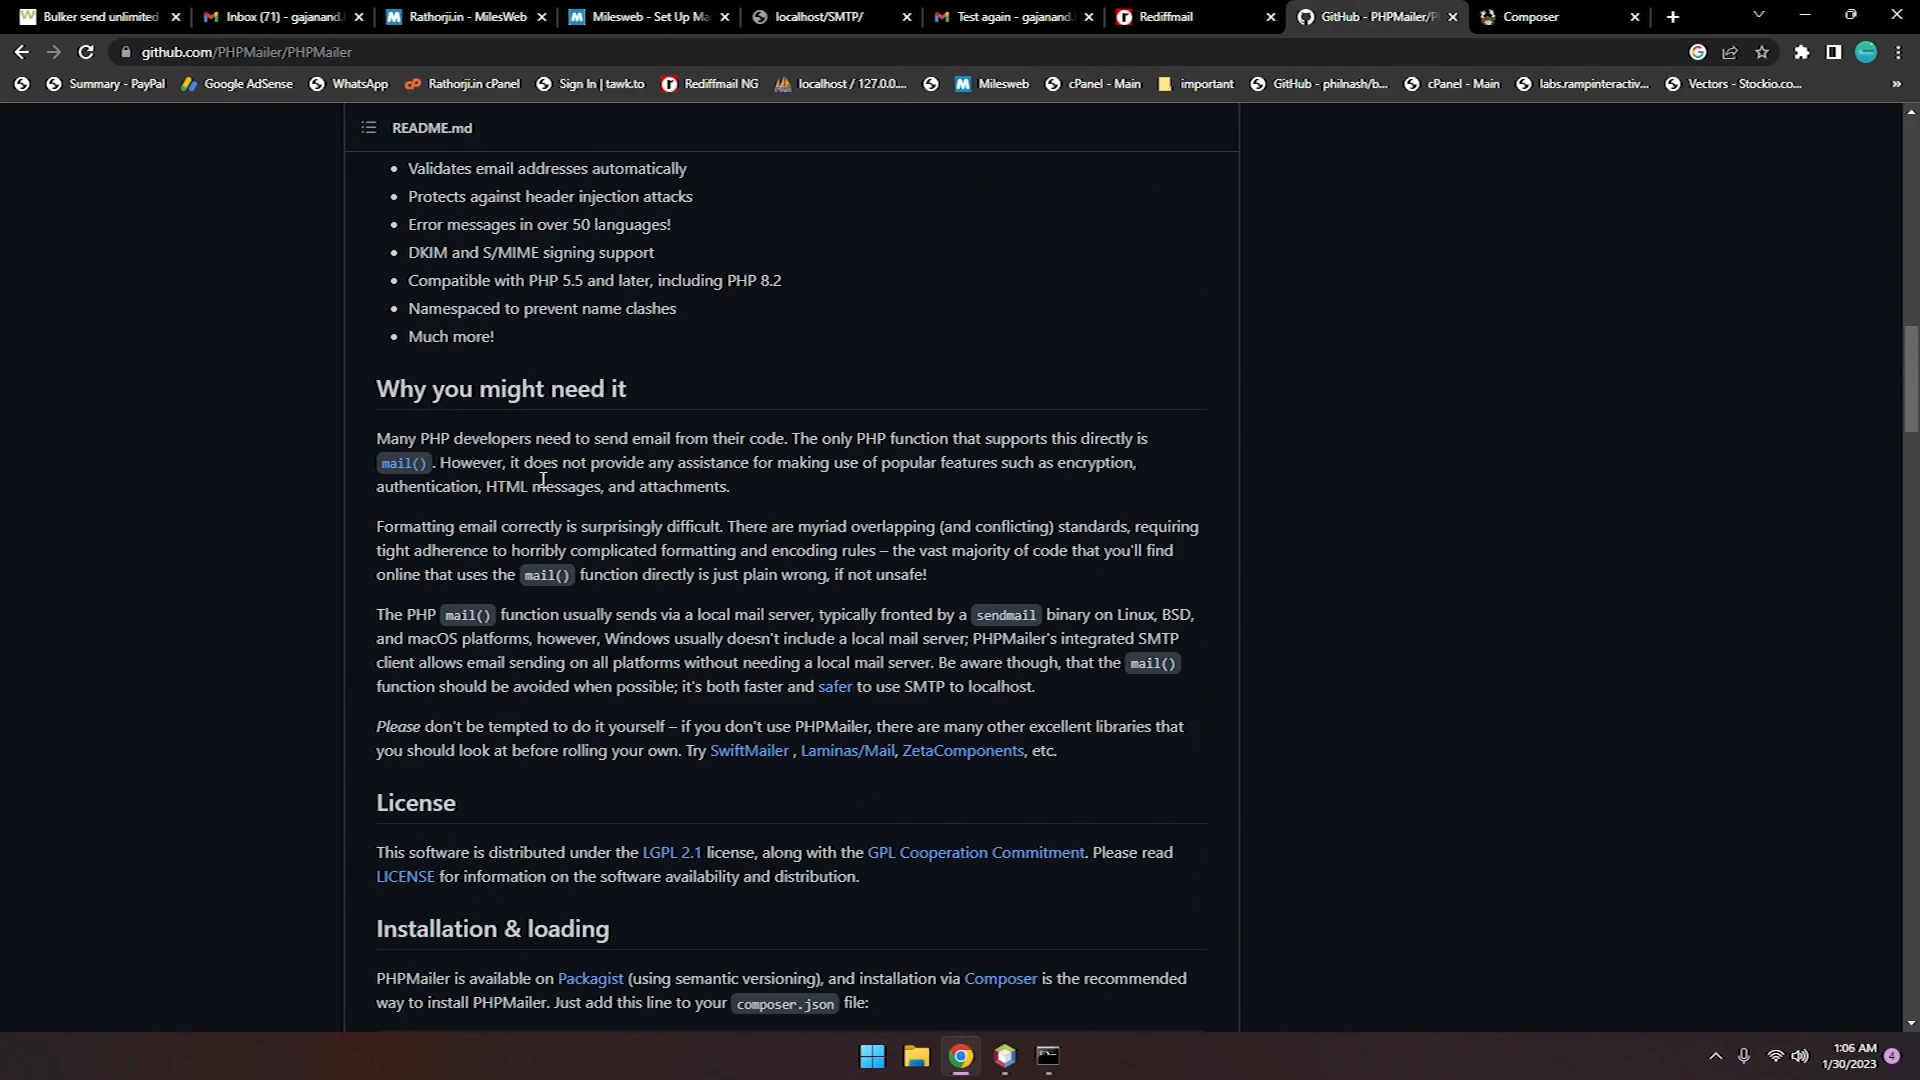 Bulker send unlimited
Inbox (71) - gajanand.
Rathorji.in - MilesWeb
Milesweb - Set Up Ma
localhost/SMTP/
Test again - gajanand.
Rediffmail
GitHub - PHPMailer/P
Composer
github.com/PHPMailer/PHPMailer
Summary - PayPal
Google AdSense
WhatsApp
Rathorji.in cPanel
Sign In | tawk.to
Rediffmail NG
localhost / 127.0.0....
Milesweb
cPanel - Main
important
GitHub - philnash/b...
cPanel - Main
labs.rampinteractiv...
Vectors - Stockio.co...
»
README.md
Validates email addresses automatically
Protects against header injection attacks
Error messages in over 50 languages!
DKIM and S/MIME signing support
Compatible with PHP 5.5 and later, including PHP 8.2
Namespaced to prevent name clashes
Much more!
Why you might need it
Many PHP developers need to send email from their code. The only PHP function that supports this directly is
mail() . However, it does not provide any assistance for making use of popular features such as encryption,
authentication, HTML messages, and attachments.
Formatting email correctly is surprisingly difficult. There are myriad overlapping (and conflicting) standards, requiring
tight adherence to horribly complicated formatting and encoding rules – the vast majority of code that you'll find
online that uses the mail() function directly is just plain wrong, if not unsafe!
The PHP mail() function usually sends via a local mail server, typically fronted by a sendmail binary on Linux, BSD,
and macOS platforms, however, Windows usually doesn't include a local mail server; PHPMailer's integrated SMTP
client allows email sending on all platforms without needing a local mail server. Be aware though, that the mail()
function should be avoided when possible; it's both faster and safer to use SMTP to localhost.
Please don't be tempted to do it yourself – if you don't use PHPMailer, there are many other excellent libraries that
you should look at before rolling your own. Try SwiftMailer , Laminas/Mail, ZetaComponents, etc.
License
This software is distributed under the LGPL 2.1 license, along with the GPL Cooperation Commitment. Please read
LICENSE for information on the software availability and distribution.
Installation & loading
PHPMailer is available on Packagist (using semantic versioning), and installation via Composer is the recommended
way to install PHPMailer. Just add this line to your composer.json file:
1:06 AM
1/30/2023
4